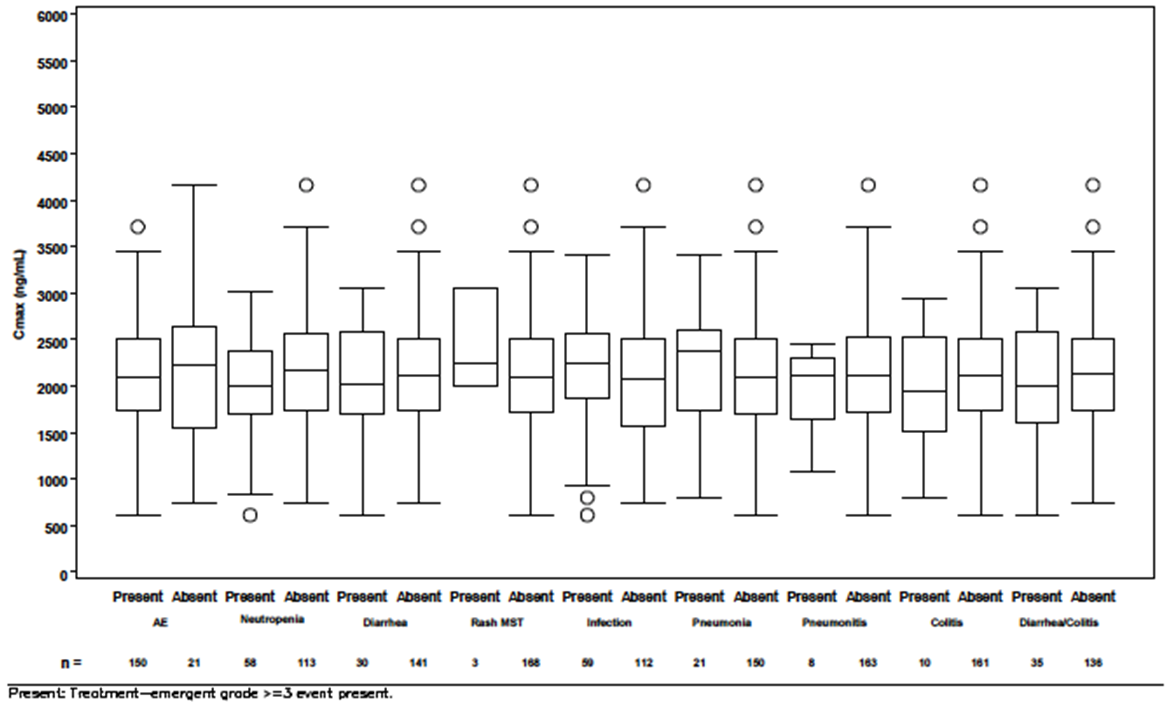 6000
5500
5000
4500
4000
3500
3000
2500
2000
1500
1000
500
0
Cmax (ng/mL)
Present Absent Present Absent Present Absent Present Absent Present Absent Present Absent Present Absent Present Absent Present Absent
AE Neutropenia Diarrhea Rash MST Infection Pneumonia Pneumonitis Colitis Diarrhea/Colitis
n = 150 21 58 113 30 141 3 168 59 112 21 150 8 163 10 161 35 136
Present: Treatment-emergent grade >=3 event present.